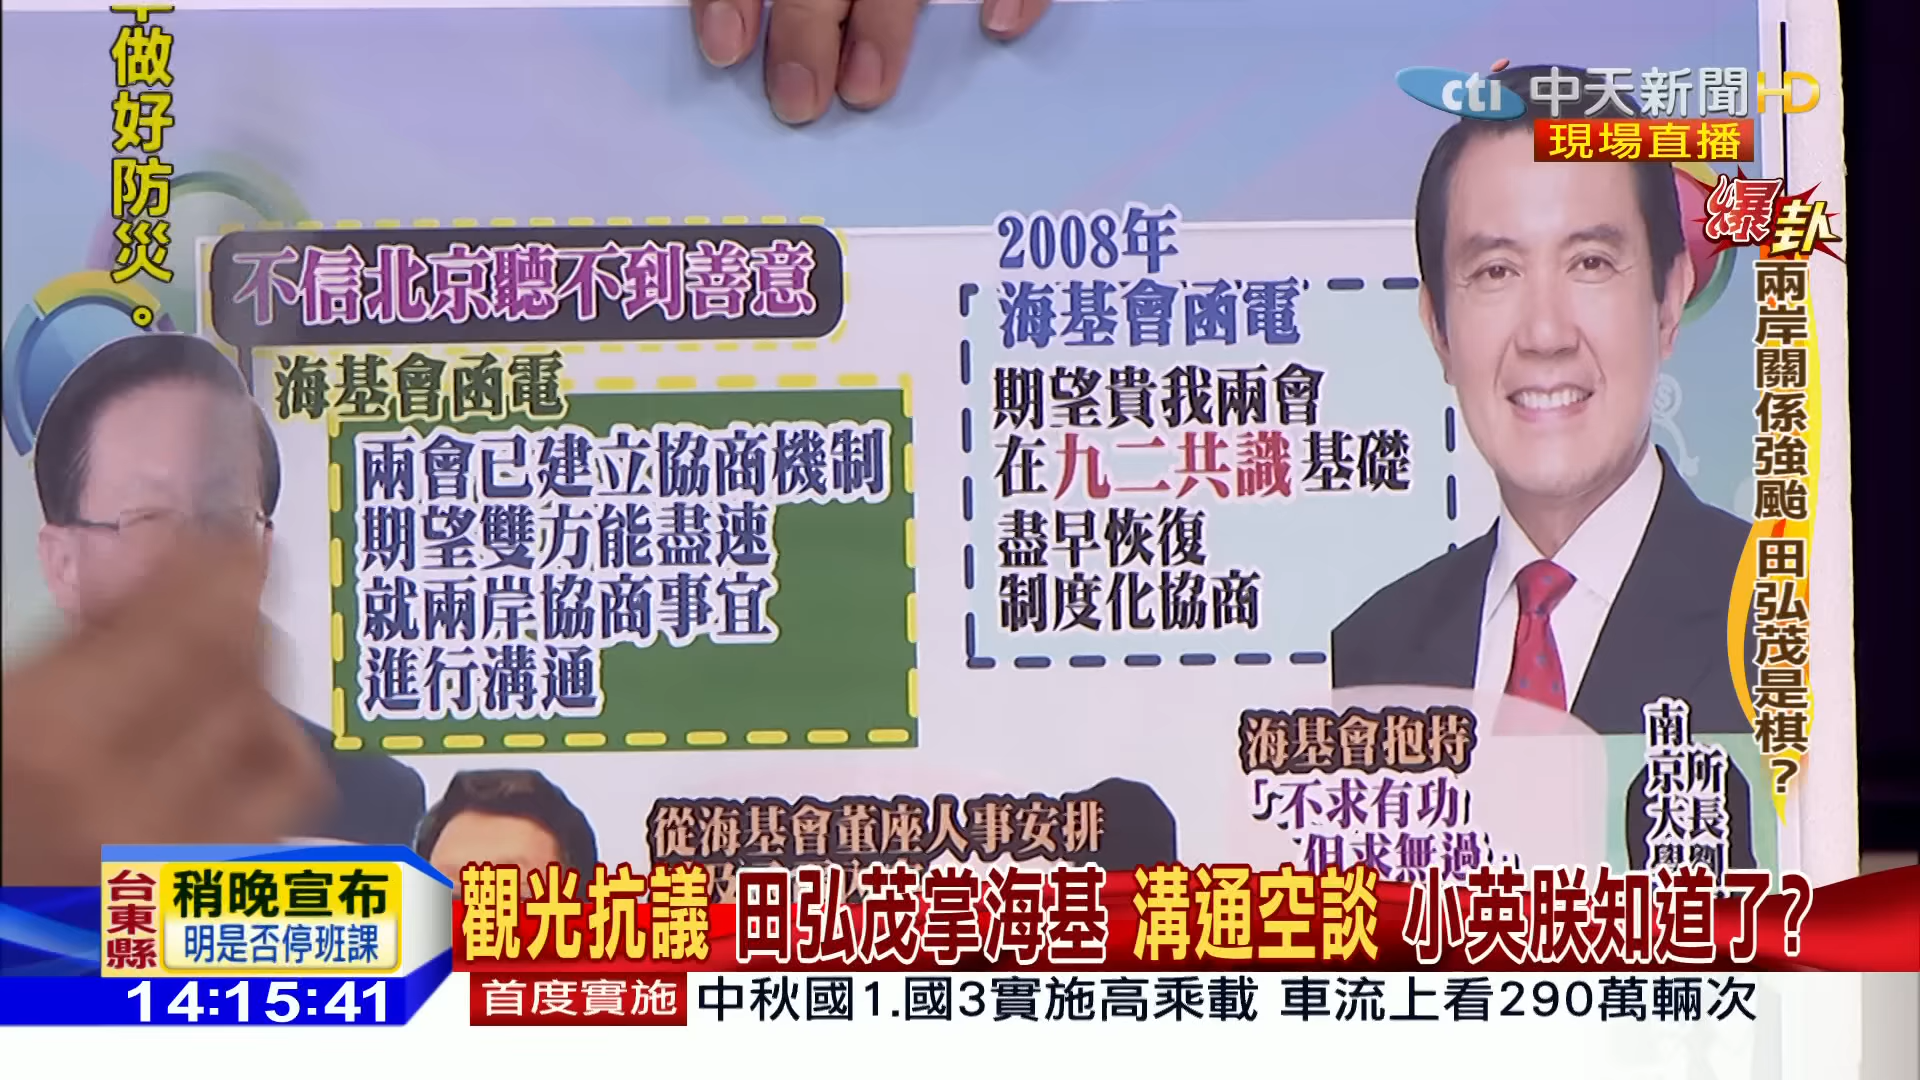 做好防災。
cti 中天新聞HD
現場直播
爆卦
兩岸關係強颱 田弘茂是棋?
不信北京聽不到善意
海基會函電
兩會已建立協商機制
期望雙方能盡速
就兩岸協商事宜
進行溝通
2008年
海基會函電
期望貴我兩會
在九二共識基礎
盡早恢復
制度化協商
海基會抱持
「不求有功
但求無過
南京大學
所長劉
從海基會董座人事安排
台東縣
稍晚宣布
明是否停班課
觀光抗議 田弘茂掌海基 溝通空談 小英朕知道了?
14:15:41
首度實施 中秋國1.國3實施高乘載 車流上看290萬輛次